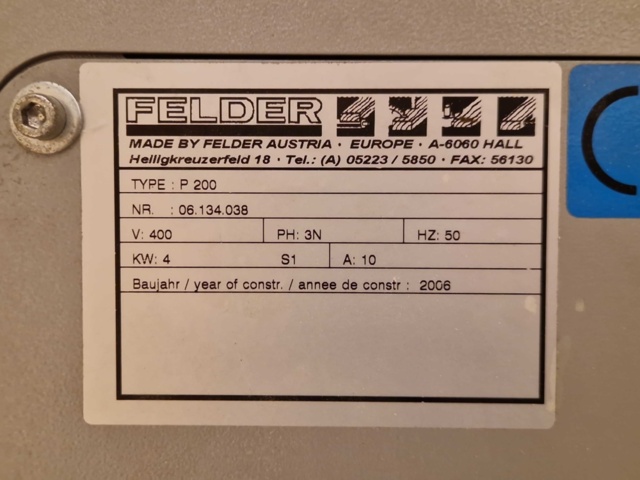 FELDER
MADE BY FELDER AUSTRIA · EUROPE · A-6060 HALL
Heiligkreuzerfeld 18 · Tel.: (A) 05223 / 5850 · FAX: 56130
TYPE : P 200
NR. : 06.134.038
V: 400 PH: 3N HZ: 50
KW: 4 S1 A: 10
Baujahr / year of constr. / annee de constr : 2006